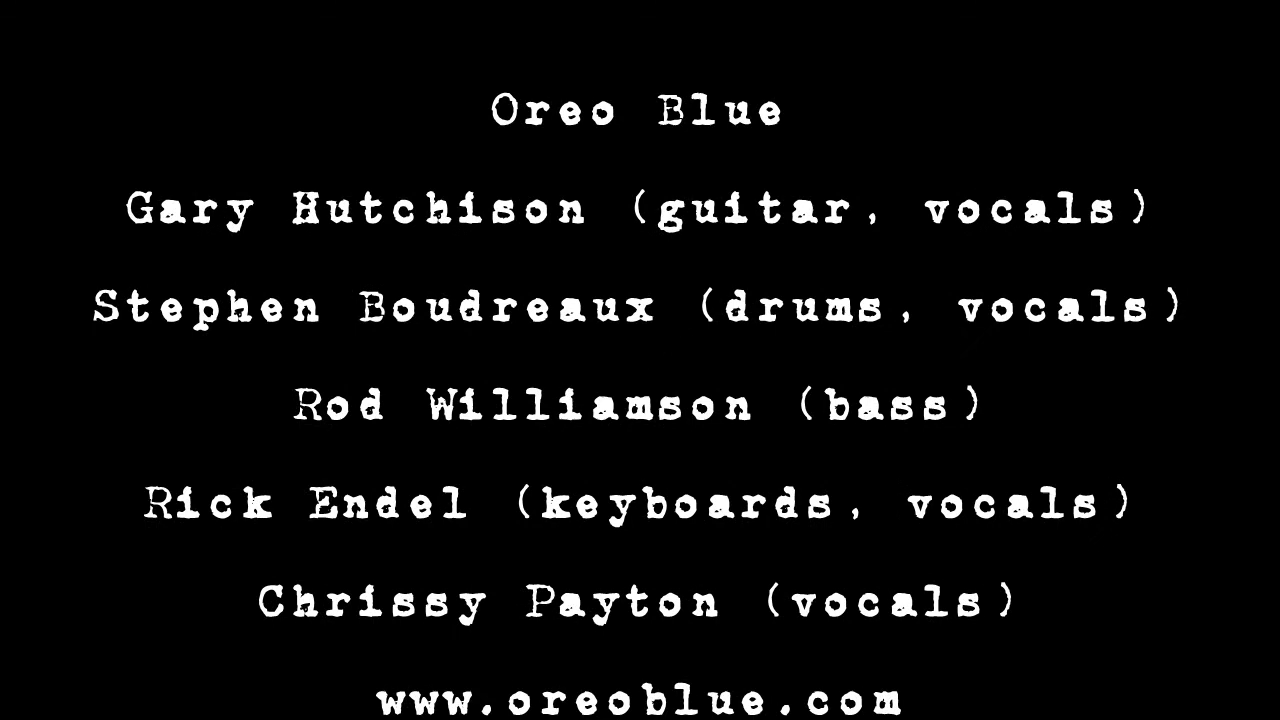 Oreo Blue
Gary Hutchison (guitar, vocals)
Stephen Boudreaux (drums, vocals)
Rod Williamson (bass)
Rick Endel (keyboards, vocals)
Chrissy Payton (vocals)
www.oreoblue.com